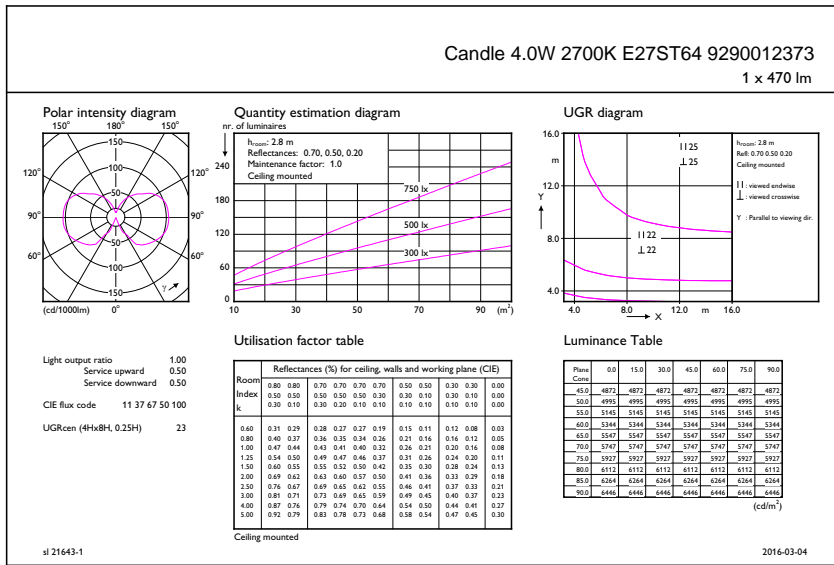 Candle 4.0W 2700K E27ST64 9290012373
1 x 470 lm
Polar intensity diagram
150° 180° 150°
120° 120°
90° 90°
60° 60°
150
100
50
50
100
150
γ
(cd/1000lm) 0°
Quantity estimation diagram
nr. of luminaires
hroom: 2.8 m
Reflectances: 0.70, 0.50, 0.20
Maintenance factor: 1.0
Ceiling mounted
240
180
120
60
0
750 lx
500 lx
300 lx
10 30 50 70 90 (m²)
UGR diagram
16.0
m
12.0
Y
8.0
4.0
II 25
⊥ 25
II 22
⊥ 22
4.0 8.0 12.0 m 16.0
X
hroom: 2.8 m
Refl: 0.70 0.50 0.20
Ceiling mounted
II : viewed endwise
⊥ : viewed crosswise
Y : Parallel to viewing dir.
Light output ratio 1.00
Service upward 0.50
Service downward 0.50
CIE flux code 11 37 67 50 100
UGRcen (4Hx8H, 0.25H) 23
Utilisation factor table
Room Index k
Reflectances (%) for ceiling, walls and working plane (CIE)
0.80 0.80 0.70 0.70 0.70 0.70 0.50 0.50 0.30 0.30 0.00
0.50 0.50 0.50 0.50 0.50 0.30 0.30 0.10 0.30 0.10 0.00
0.30 0.10 0.30 0.20 0.10 0.10 0.10 0.10 0.10 0.10 0.00
0.60 0.31 0.29 0.28 0.27 0.27 0.19 0.15 0.11 0.12 0.08 0.03
0.80 0.40 0.37 0.36 0.35 0.34 0.26 0.21 0.16 0.16 0.12 0.05
1.00 0.47 0.44 0.43 0.41 0.40 0.32 0.26 0.21 0.20 0.16 0.08
1.25 0.54 0.50 0.49 0.47 0.46 0.37 0.31 0.26 0.24 0.20 0.11
1.50 0.60 0.55 0.55 0.52 0.50 0.42 0.35 0.30 0.28 0.24 0.13
2.00 0.69 0.62 0.63 0.60 0.57 0.50 0.41 0.36 0.33 0.29 0.18
2.50 0.76 0.67 0.69 0.65 0.62 0.55 0.46 0.41 0.37 0.33 0.21
3.00 0.81 0.71 0.73 0.69 0.65 0.59 0.49 0.45 0.40 0.37 0.23
4.00 0.87 0.76 0.79 0.74 0.70 0.64 0.54 0.50 0.44 0.41 0.27
5.00 0.92 0.79 0.83 0.78 0.73 0.68 0.58 0.54 0.47 0.45 0.30
Ceiling mounted
Luminance Table
Plane 0.0 15.0 30.0 45.0 60.0 75.0 90.0
Cone
45.0 4872 4872 4872 4872 4872 4872 4872
50.0 4995 4995 4995 4995 4995 4995 4995
55.0 5145 5145 5145 5145 5145 5145 5145
60.0 5344 5344 5344 5344 5344 5344 5344
65.0 5547 5547 5547 5547 5547 5547 5547
70.0 5747 5747 5747 5747 5747 5747 5747
75.0 5927 5927 5927 5927 5927 5927 5927
80.0 6112 6112 6112 6112 6112 6112 6112
85.0 6264 6264 6264 6264 6264 6264 6264
90.0 6446 6446 6446 6446 6446 6446 6446
(cd/m²)
sl 21643-1
2016-03-04